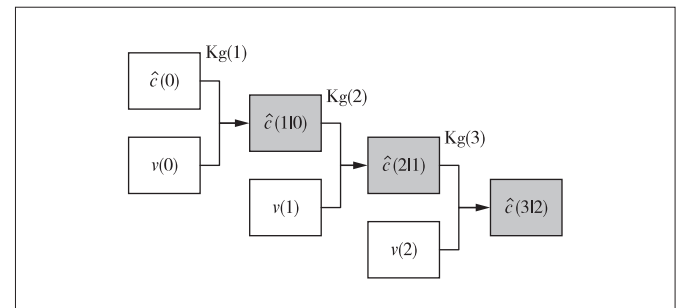 Kg(1)
ĉ(0)
Kg(2)
ĉ(1|0)
v(0)
Kg(3)
ĉ(2|1)
v(1)
ĉ(3|2)
v(2)